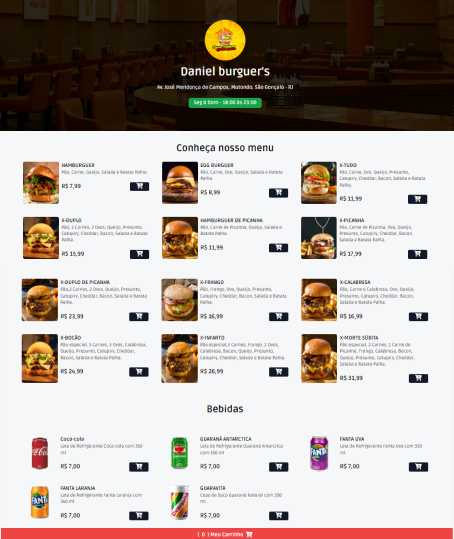 Daniel burguer's
Av. José Mendonça de Campos, Mutondo, São Gonçalo - RJ
Seg á Dom - 18:00 às 23:00
Conheça nosso menu
HAMBURGUER
Pão, Carne, Queijo, Salada e Batata
Palha.
R$ 7,99
EGG BURGUER
Pão, Carne, Ovo, Queijo, Salada e
Batata Palha.
R$ 8,99
X-TUDO
Pão, Carne, Ovo, Queijo, Presunto,
Catupiry, Cheddar, Bacon, Salada e
Batata Palha.
R$ 11,99
X-DUPLO
Pão, 2 Carnes, 2 Ovos, Queijo, Presunto,
Catupiry, Cheddar, Bacon, Salada e Batata
Palha.
R$ 15,99
HAMBURGUER DE PICANHA
Pão, Carne de Picanha, Queijo, Salada e
Batata Palha.
R$ 11,99
X-PICANHA
Pão, Carne de Picanha, Ovo, Queijo,
Presunto, Catupiry, Cheddar, Bacon,
Salada e Batata Palha.
R$ 17,99
X-DUPLO DE PICANHA
Pão,2 Carnes, 2 Ovos, Queijo, Presunto,
Catupiry, Cheddar, Bacon, Salada e Batata
Palha.
R$ 23,99
X-FRANGO
Pão, Frango, Ovo, Queijo, Presunto,
Catupiry, Cheddar, Bacon, Salada e Batata
Palha.
R$ 16,99
X-CALABRESA
Pão, Carne e Calabresa, Ovo, Queijo,
Presunto, Catupiry, Cheddar, Bacon,
Salada e Batata Palha.
R$ 16,99
X-BOCÃO
Pão especial, 3 Carnes, 3 Ovos, Calabresa,
Queijo, Presunto, Catupiry, Cheddar,
Bacon, Salada e Batata Palha.
R$ 24,99
X-INFARTO
Pão especial,3 Carnes, Frango, 3 Ovos,
Calabresa, Bacon, Queijo, Presunto,
Catupiry, Cheddar, Salada e Batata
Palha.
R$ 26,99
X-MORTE SÚBITA
Pão especial, 2 Carnes, 1 Carne de
Picanha, Frango, Calabresa, Bacon,
Ovo, Queijo, Presunto, Catupiry, Cheddar,
Salada e Batata Palha.
R$ 31,99
Bebidas
Coca-cola
Lata de Refrigerante Coca-cola com 350
ml
R$ 7,00
GUARANÁ ANTARCTICA
Lata de Refrigerante Guaraná Antarctica
com 350 ml
R$ 7,00
FANTA UVA
Lata de Refrigerante Fanta Uva com 350
ml
R$ 7,00
FANTA LARANJA
Lata de Refrigerante Fanta Laranja com
350 ml
R$ 7,00
GUARAVITA
Copo de Suco Guaraná Natural com 300
ml
R$ 7,00
( 0 ) Meu Carrinho